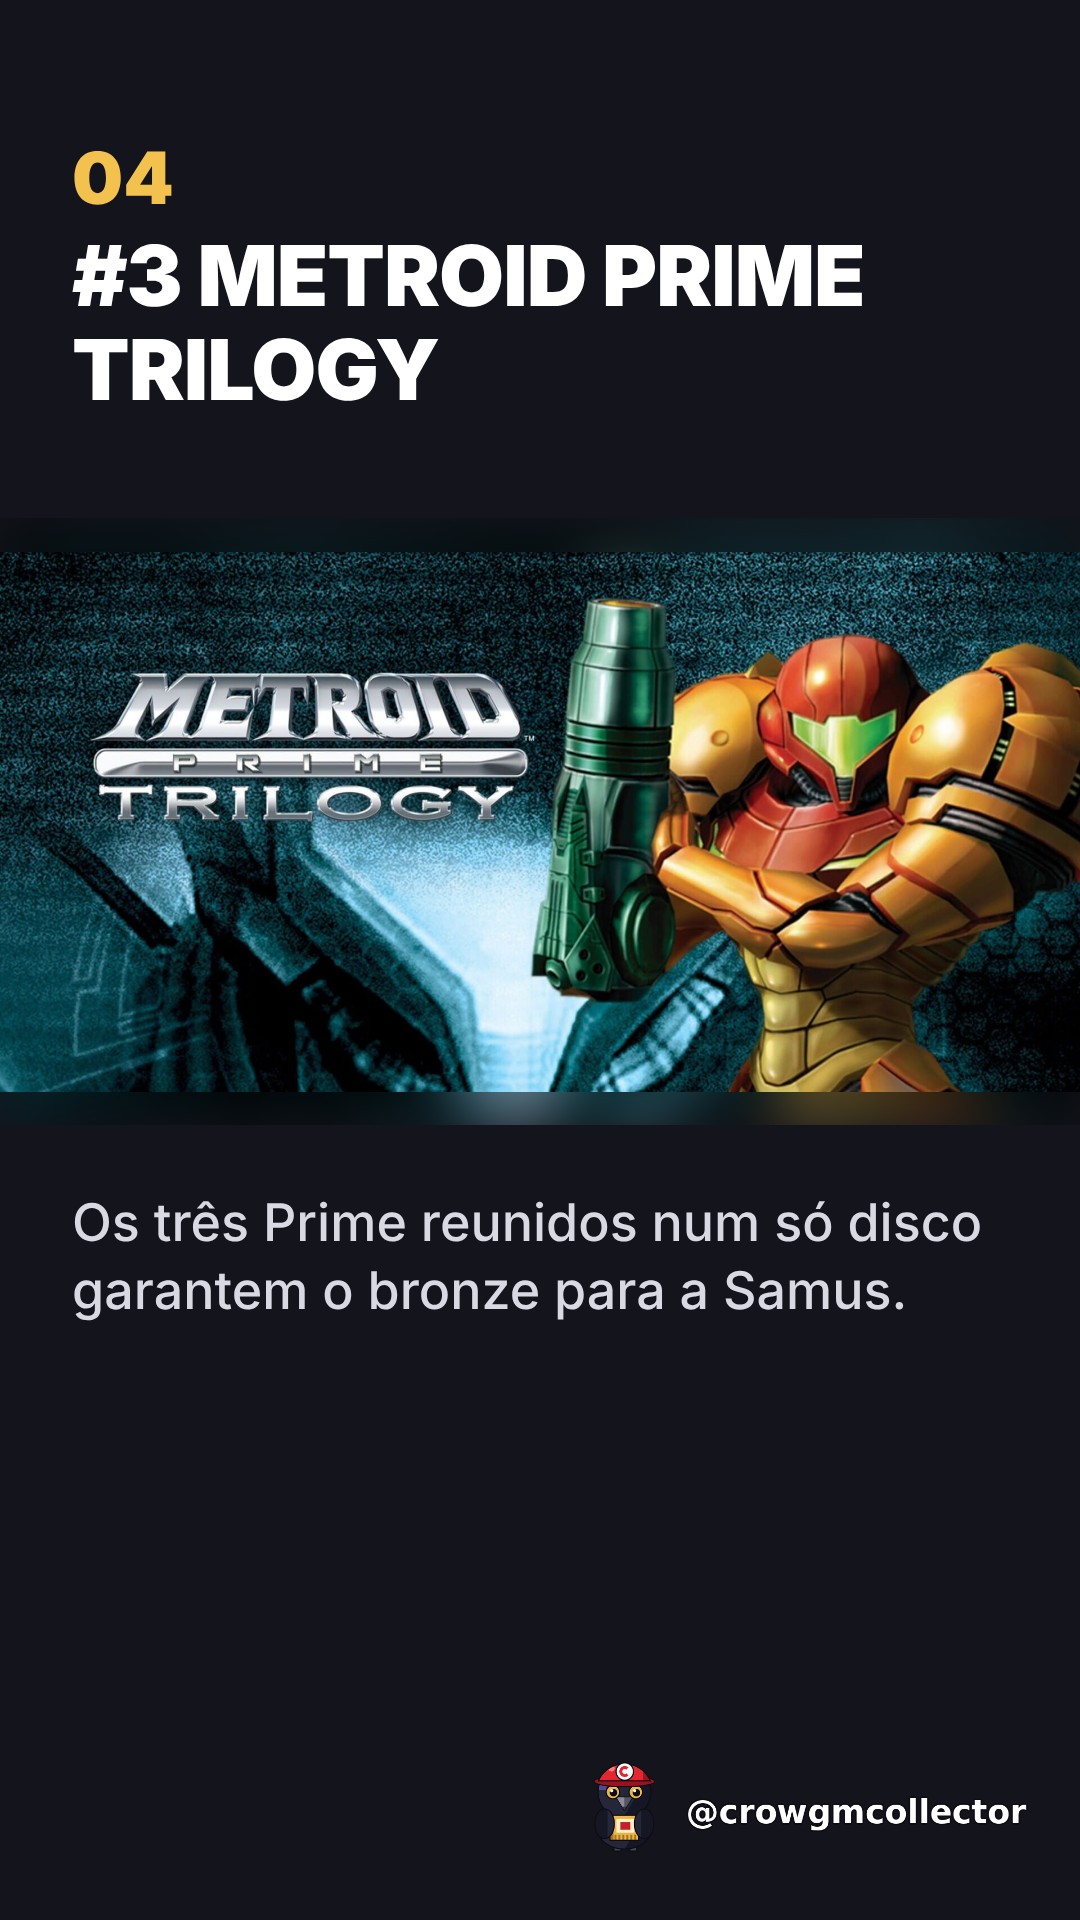 04
#3 METROID PRIME
TRILOGY
METROID™
PRIME
TRILOGY
Os três Prime reunidos num só disco
garantem o bronze para a Samus.
C
@crowgmcollector